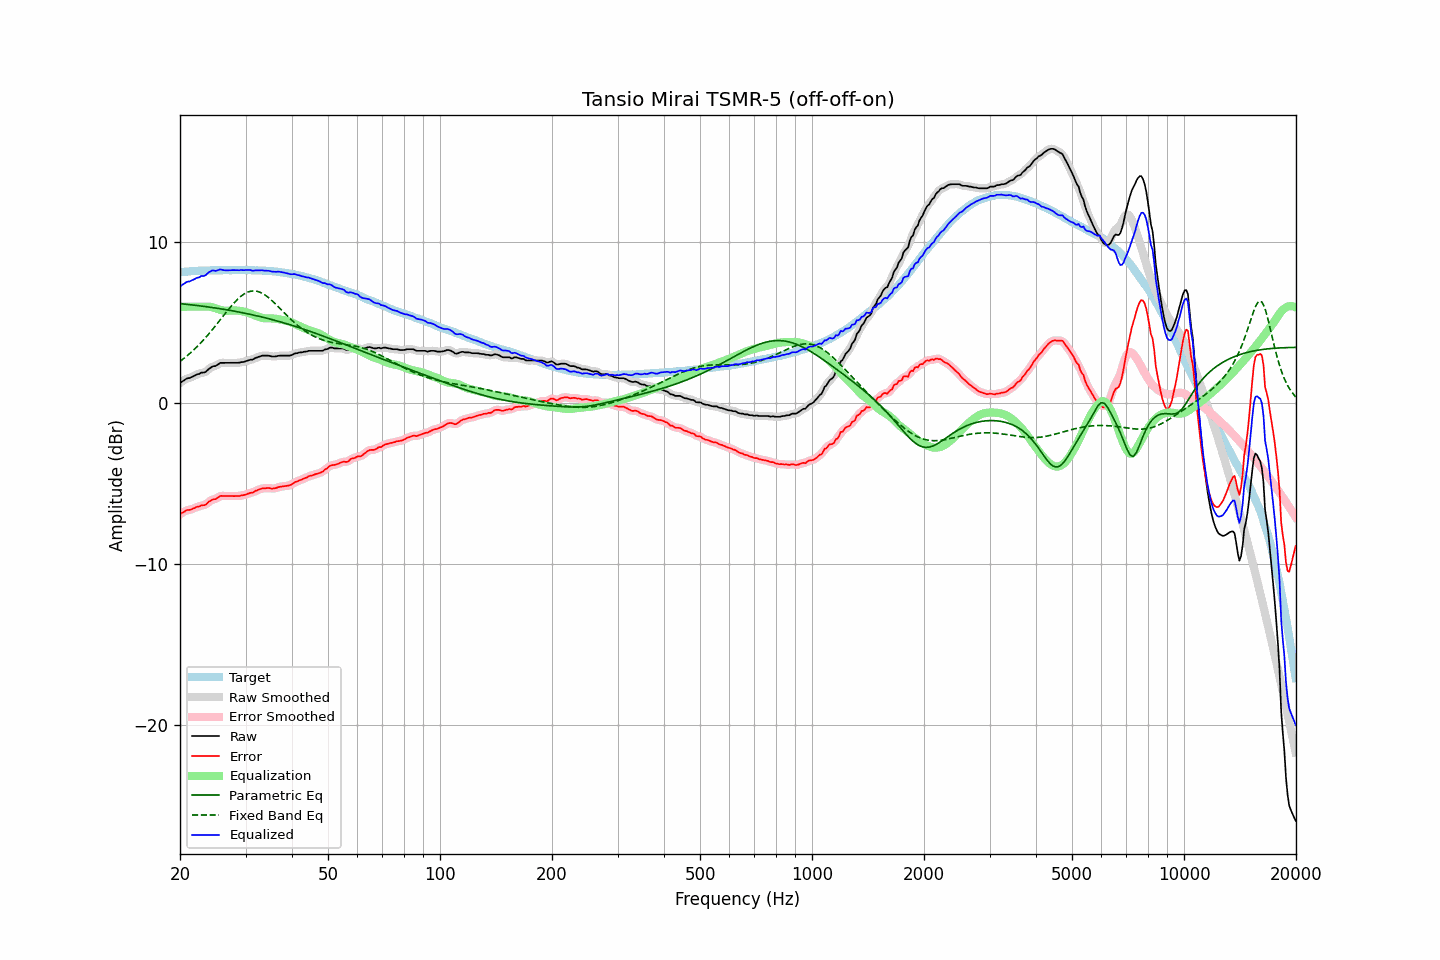 Tansio Mirai TSMR-5 (off-off-on)
Amplitude (dBr)
10
0
−10
−20
Target
Raw Smoothed
Error Smoothed
Raw
Error
Equalization
Parametric Eq
Fixed Band Eq
Equalized
20 50 100 200 500 1000 2000 5000 10000 20000
Frequency (Hz)